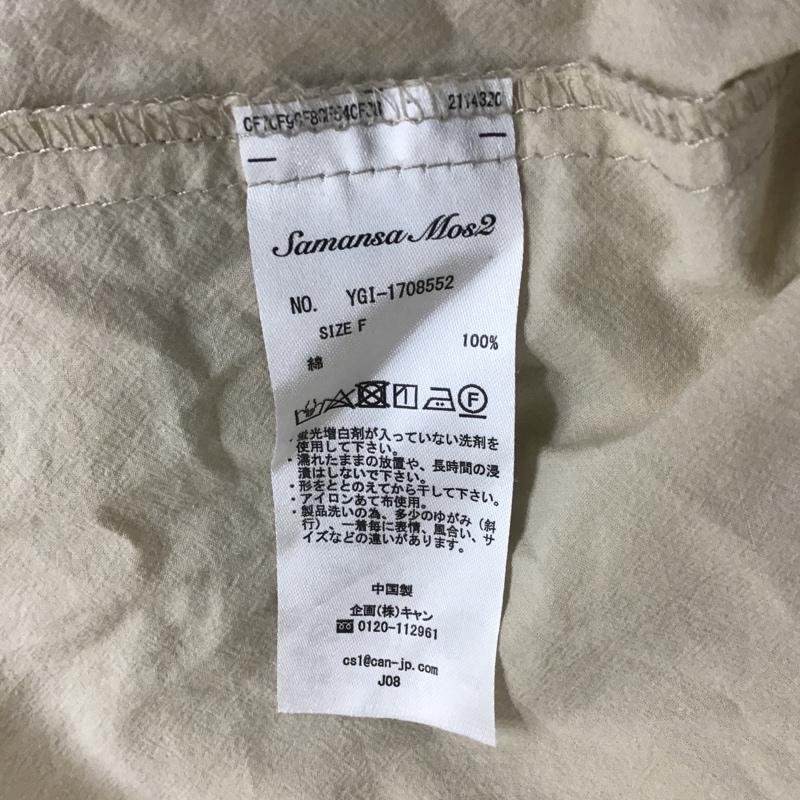 2114320
Samansa Mos2
NO. YGI-1708552
SIZE F
綿 100%
F
・蛍光増白剤が入っていない洗剤を
使用して下さい。
・濡れたままの放置や、長時間の浸
漬はしないで下さい。
・形をととのえてから干して下さい。
・アイロンあて布使用。
・製品洗いの為、多少のゆがみ（斜
行）、一着毎に表情、風合い、サ
イズなどの違いがあります。
中国製
企画(株)キャン
0120-112961
cs1@can-jp.com
J08